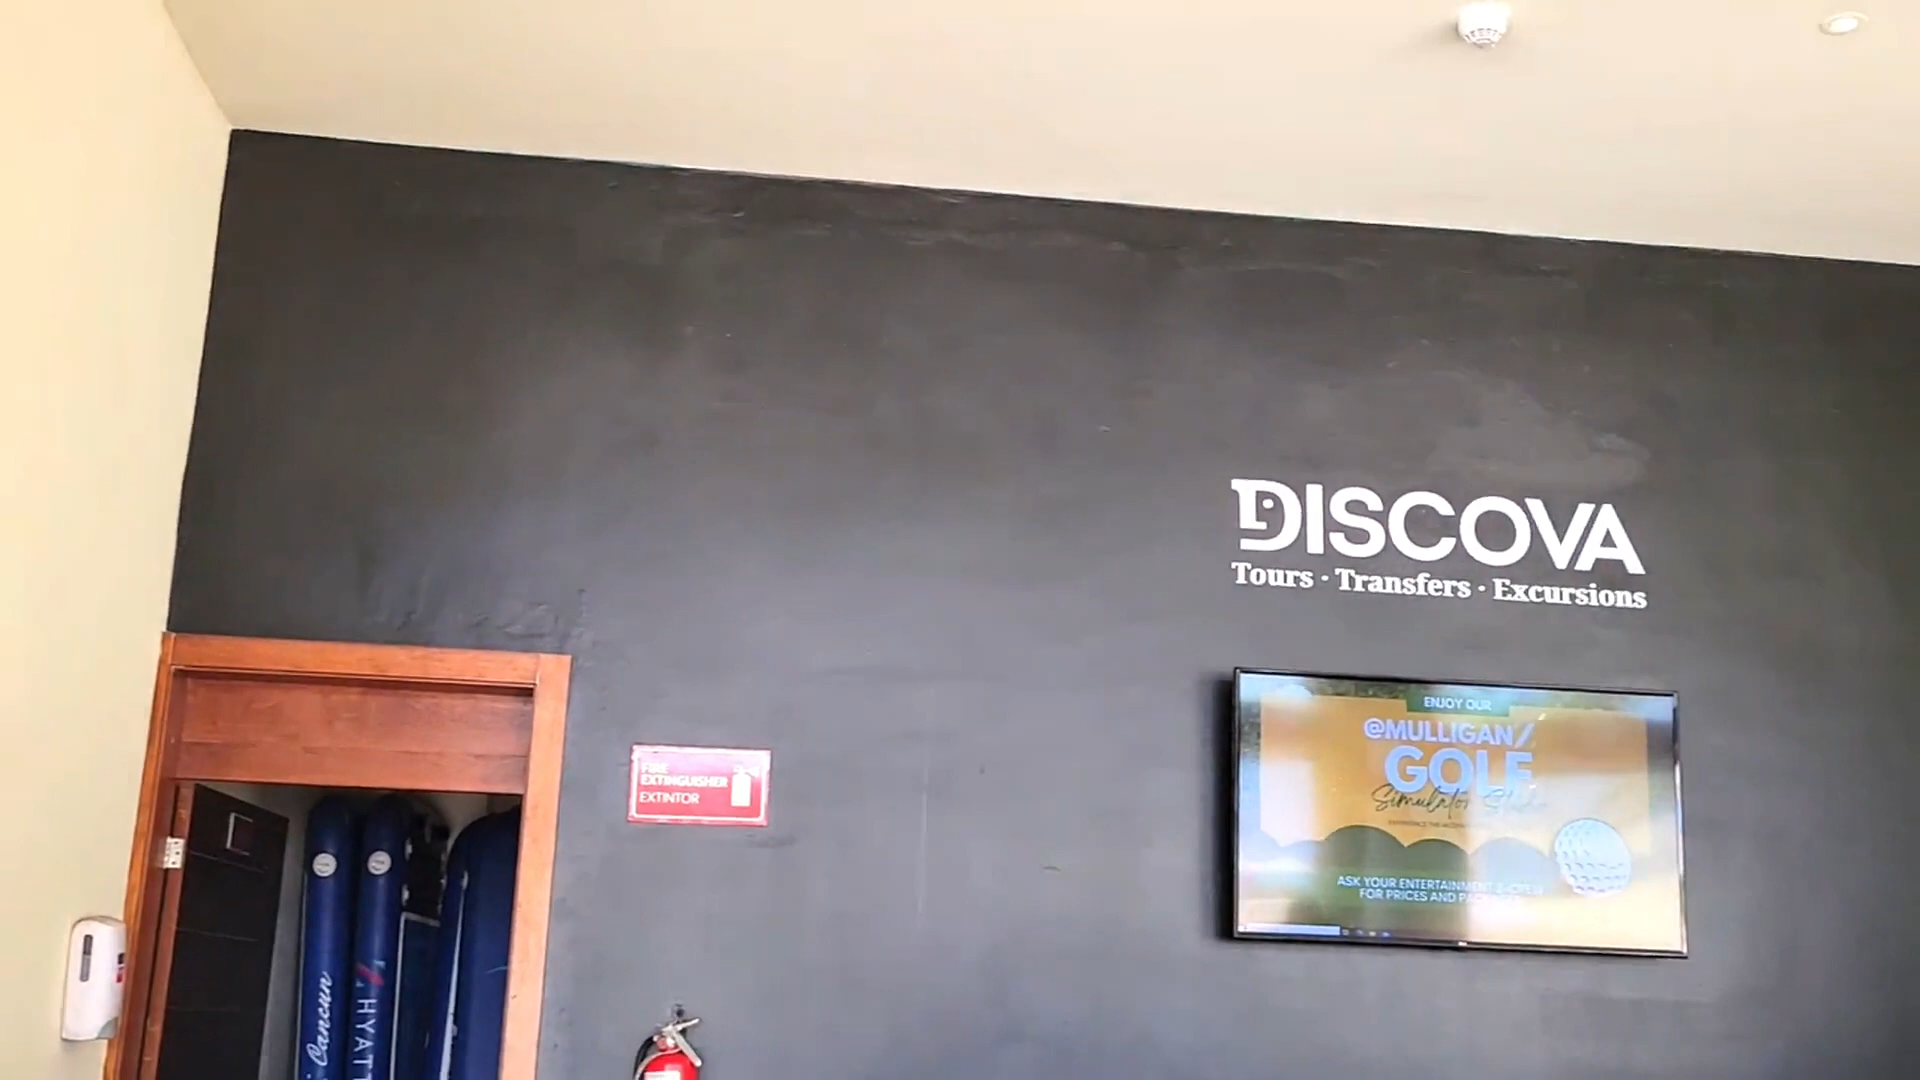 DISCOVA
Tours · Transfers · Excursions
ENJOY OUR
@MULLIGAN/
GOLF
Simulator
ASK YOUR ENTERTAINMENT
FOR PRICES AND
FIRE
EXTINGUISHER
EXTINTOR
Cancun
HYATT